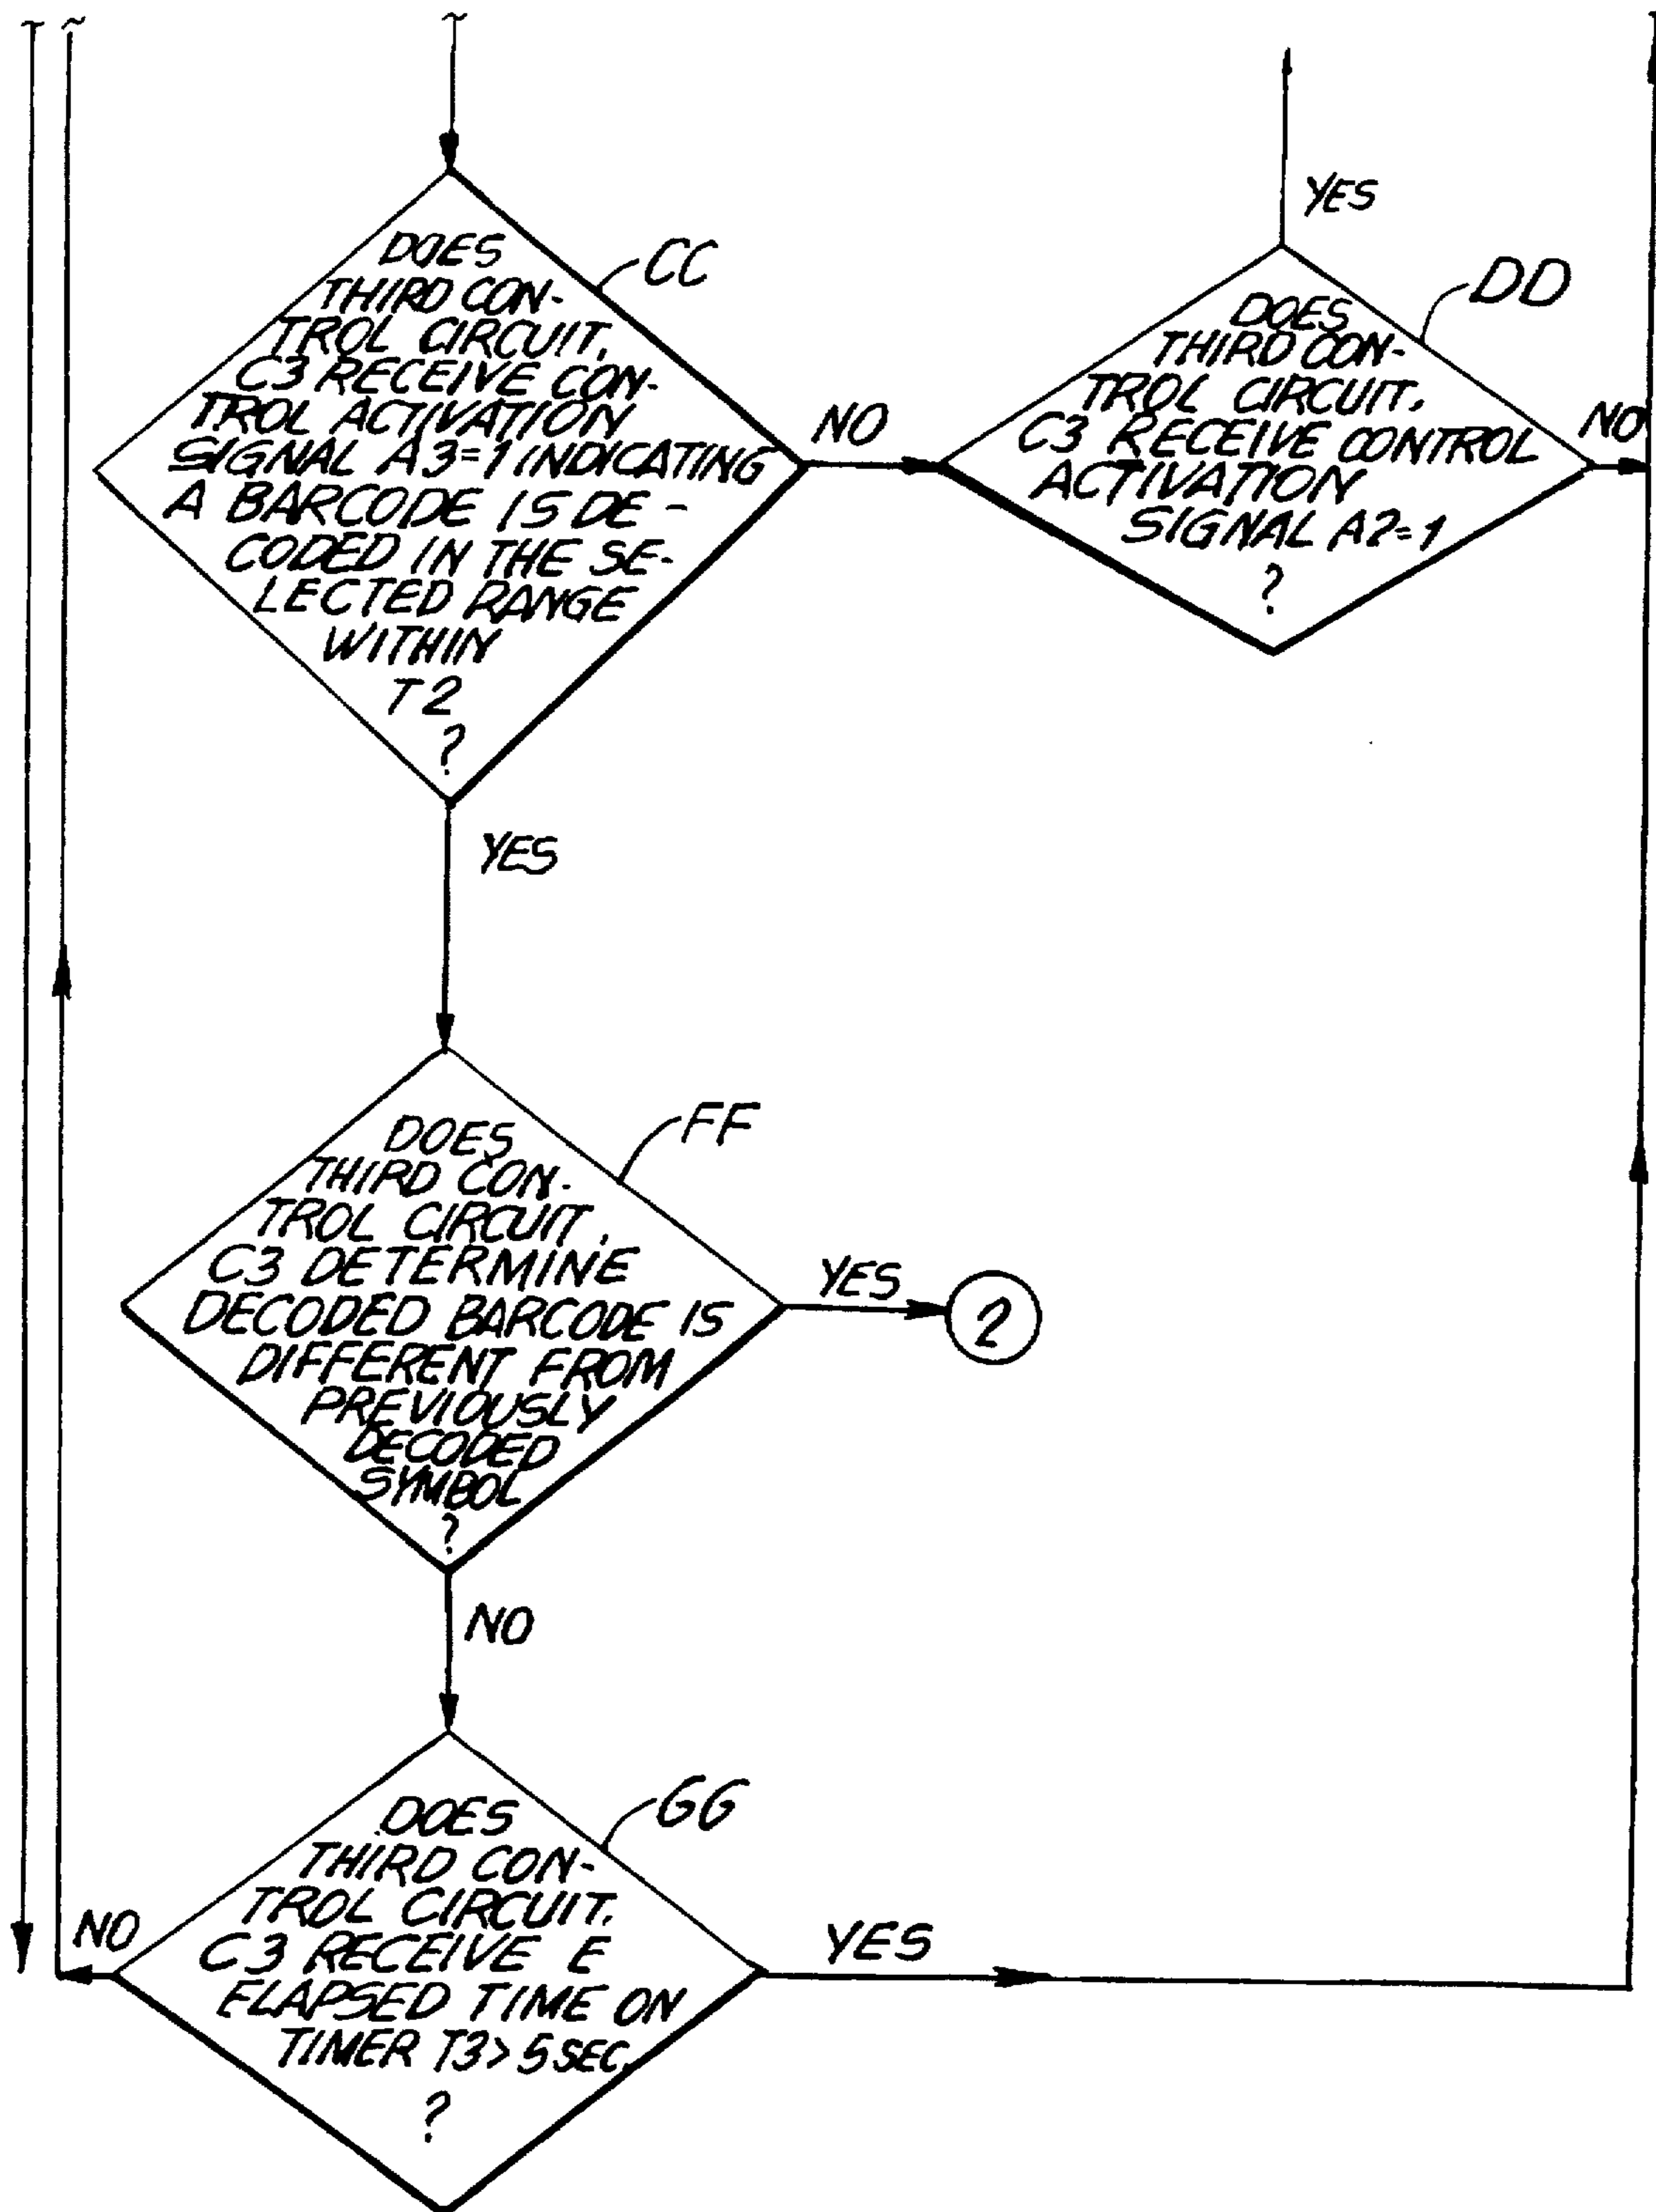 DOES
THIRD CON-
TROL CIRCUIT,
C3 RECEIVE CON-
TROL ACTIVATION
SIGNAL A3=1 INDICATING
A BARCODE IS DE-
CODED IN THE SE-
LECTED RANGE
WITHIN
T2
?
CC
NO
YES
DOES
THIRD CON-
TROL CIRCUIT,
C3 RECEIVE CONTROL
ACTIVATION
SIGNAL A2=1
?
DD
YES
NO
DOES
THIRD CON-
TROL CIRCUIT,
C3 DETERMINE
DECODED BARCODE IS
DIFFERENT FROM
PREVIOUSLY
DECODED
SYMBOL
?
FF
YES
2
NO
DOES
THIRD CON-
TROL CIRCUIT,
C3 RECEIVE E
ELAPSED TIME ON
TIMER T3>5 SEC.
?
GG
NO
YES